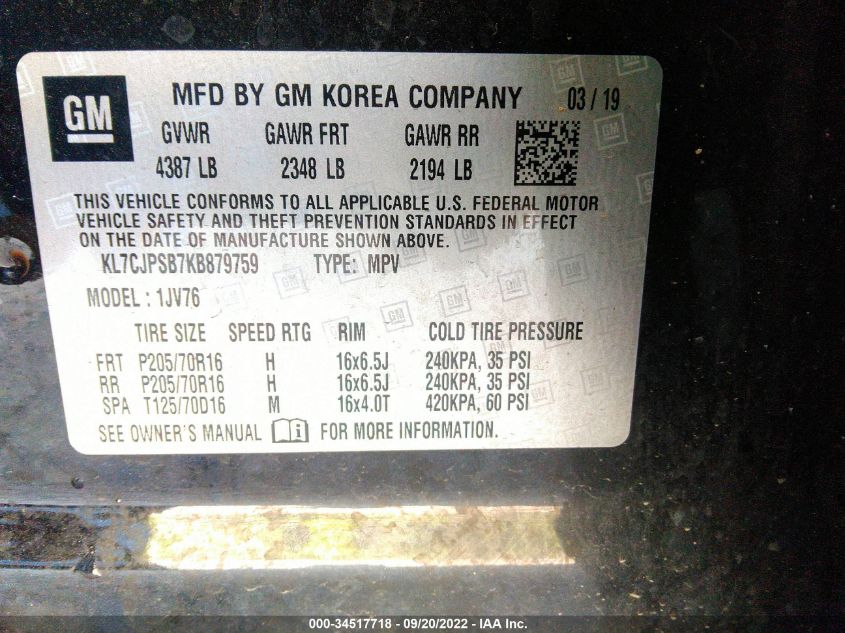 GM MFD BY GM KOREA COMPANY 03 / 19
GVWR GAWR FRT GAWR RR
4387 LB 2348 LB 2194 LB
THIS VEHICLE CONFORMS TO ALL APPLICABLE U.S. FEDERAL MOTOR
VEHICLE SAFETY AND THEFT PREVENTION STANDARDS IN EFFECT
ON THE DATE OF MANUFACTURE SHOWN ABOVE.
KL7CJPSB7KB879759 TYPE: MPV
MODEL : 1JV76
TIRE SIZE SPEED RTG RIM COLD TIRE PRESSURE
FRT P205/70R16 H 16x6.5J 240KPA, 35 PSI
RR P205/70R16 H 16x6.5J 240KPA, 35 PSI
SPA T125/70D16 M 16x4.0T 420KPA, 60 PSI
SEE OWNER'S MANUAL FOR MORE INFORMATION.
000-34517718 - 09/20/2022 - IAA Inc.